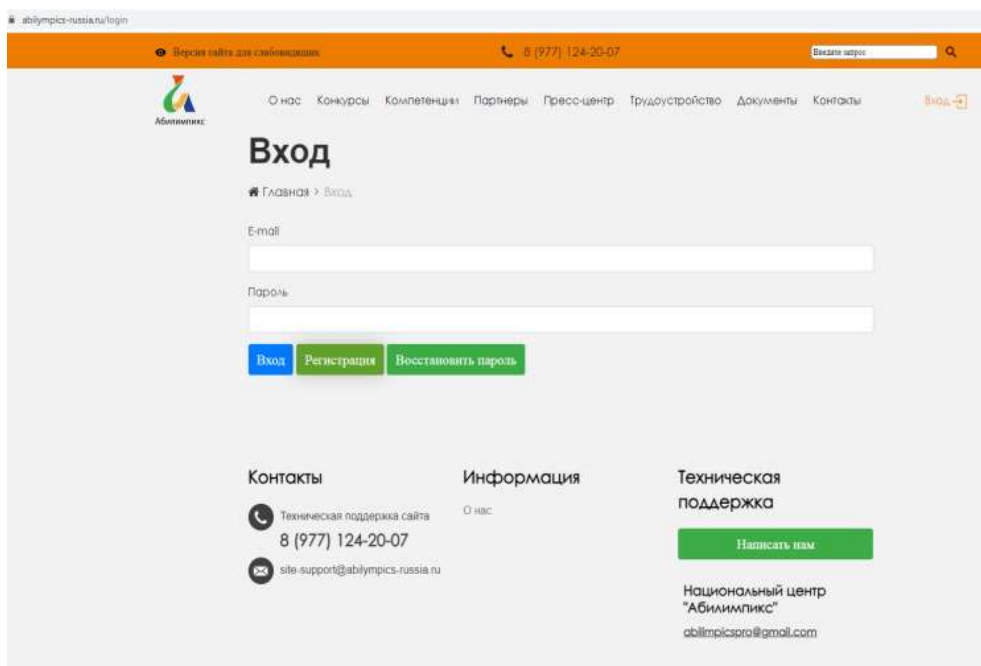 abilympics-russia.ru/login
Версия сайта для слабовидящих
8 (977) 124-20-07
Введите запрос
Абилимпикс
О нас Конкурсы Компетенции Партнеры Пресс-центр Трудоустройство Документы Контакты Вход
Вход
Главная > Вход
E-mail
Пароль
Вход Регистрация Восстановить пароль
Контакты
Техническая поддержка сайта
8 (977) 124-20-07
site-support@abilympics-russia.ru
Информация
О нас
Техническая
поддержка
Написать нам
Национальный центр
"Абилимпикс"
abilimpicspro@gmail.com